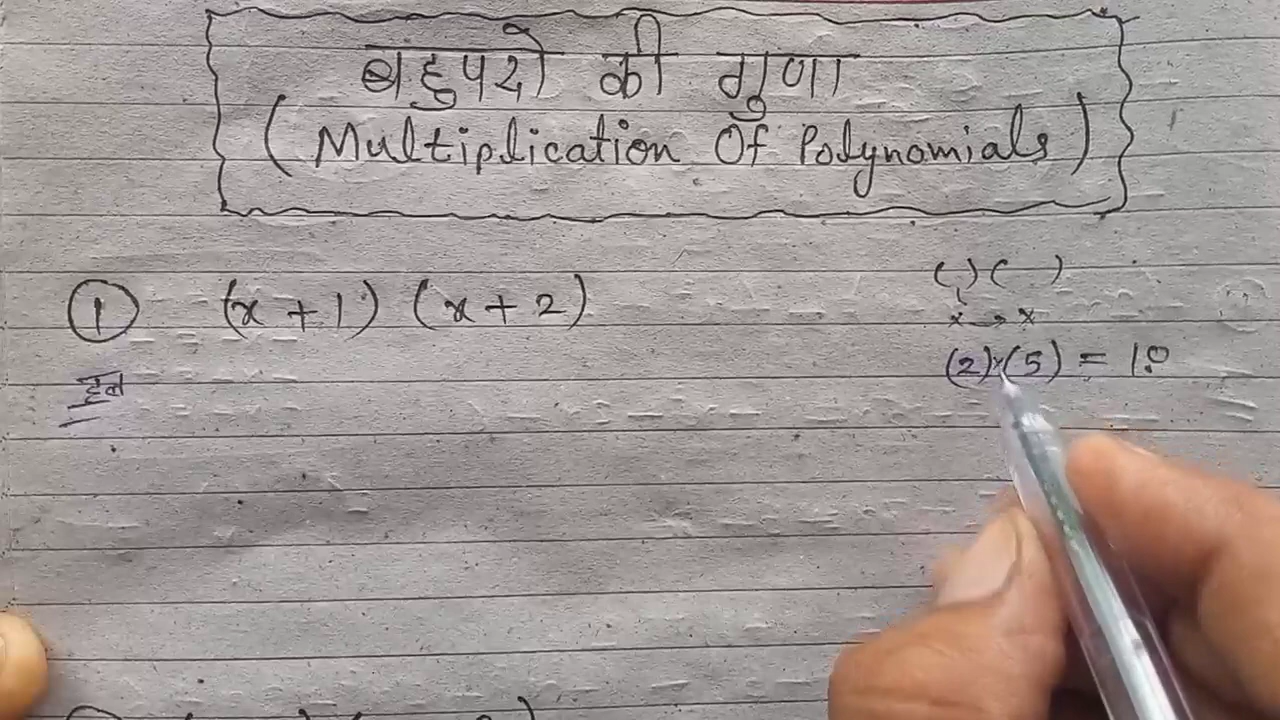 बहुपदो की गुणा
(Multiplication Of Polynomials)
① (x + 1) (x + 2)
( ) ( )
x → x
(2)×(5) = 10
हल